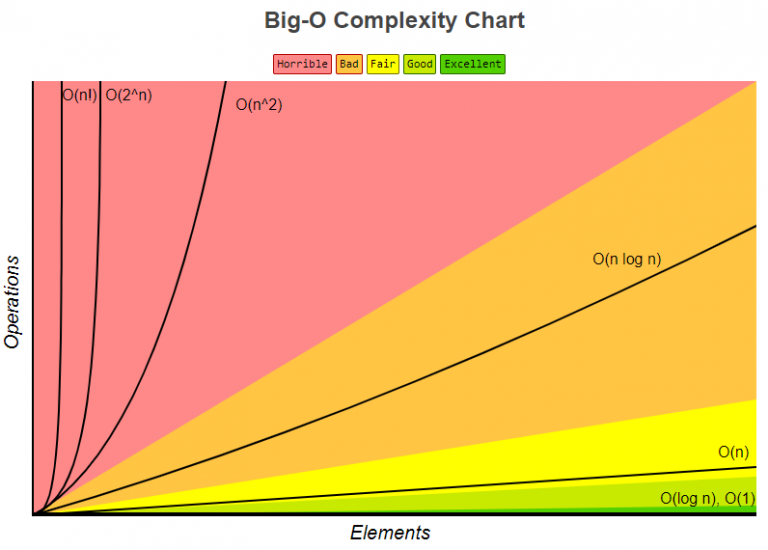 Big-O Complexity Chart
Horrible Bad Fair Good Excellent
O(n!) O(2^n)
O(n^2)
O(n log n)
O(n)
O(log n), O(1)
Operations
Elements